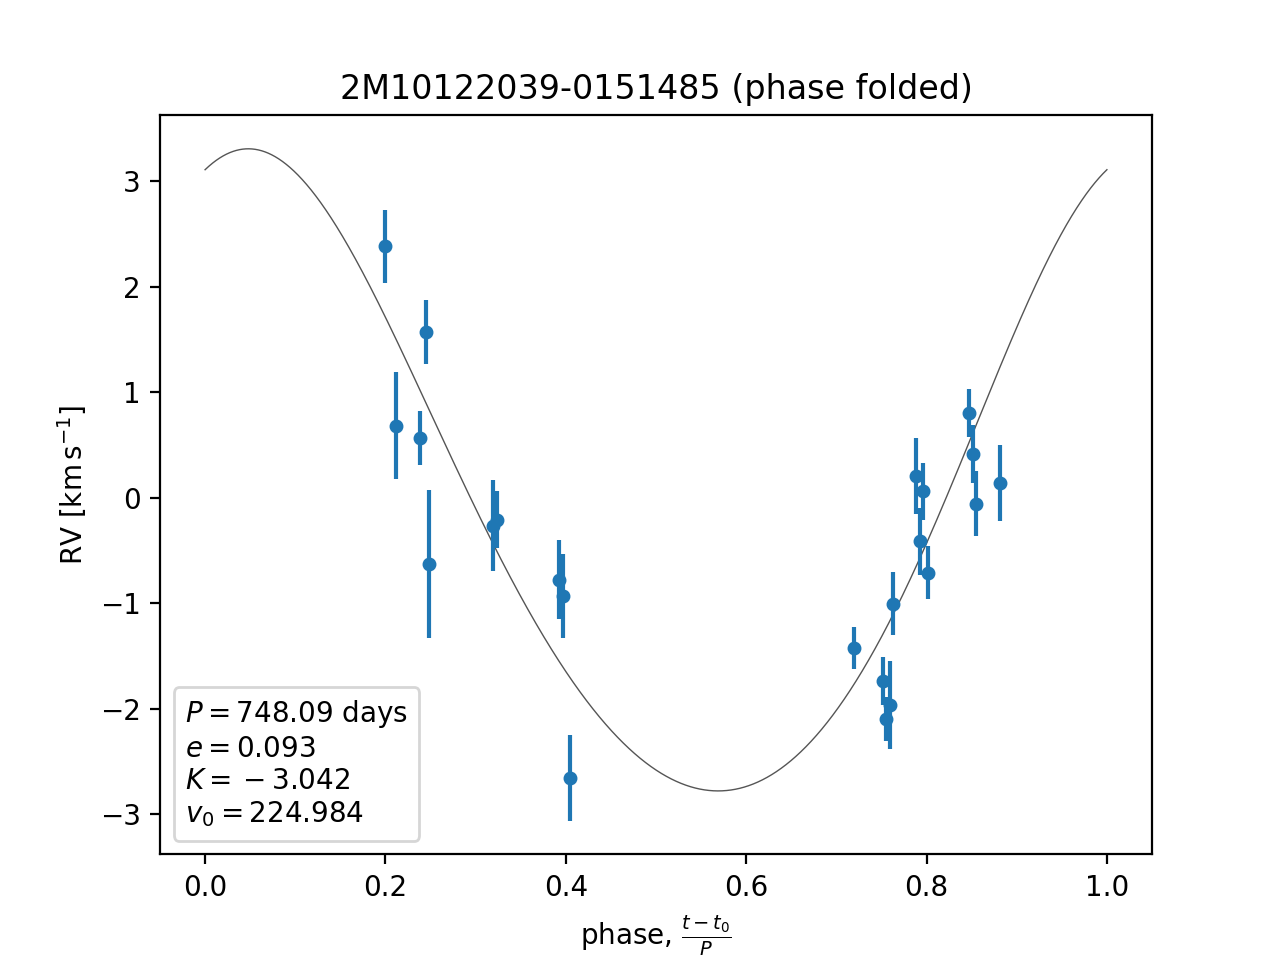 2M10122039-0151485 (phase folded)
3
2
1
0
−1
−2
−3
RV [km s⁻¹]
P = 748.09 days
e = 0.093
K = −3.042
v₀ = 224.984
0.0 0.2 0.4 0.6 0.8 1.0
phase, (t − t₀)/P